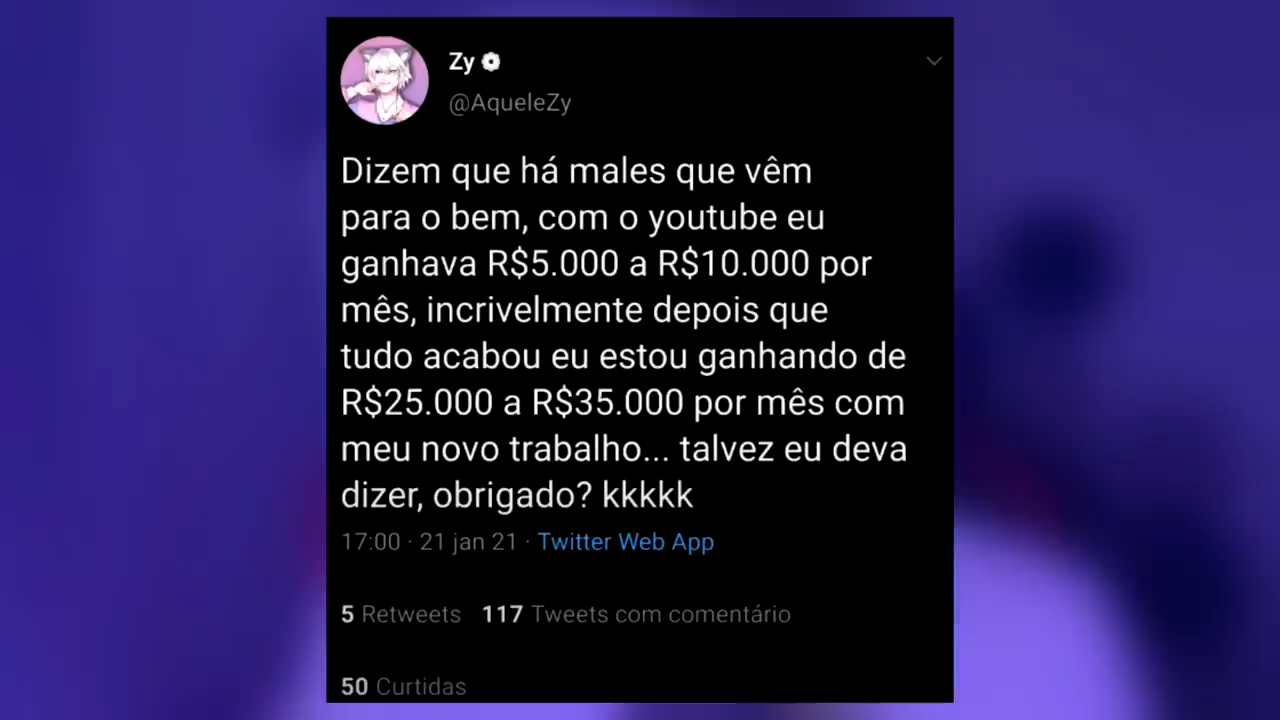 Zy
@AqueleZy
Dizem que há males que vêm
para o bem, com o youtube eu
ganhava R$5.000 a R$10.000 por
mês, incrivelmente depois que
tudo acabou eu estou ganhando de
R$25.000 a R$35.000 por mês com
meu novo trabalho... talvez eu deva
dizer, obrigado? kkkkk
17:00 · 21 jan 21 · Twitter Web App
5 Retweets 117 Tweets com comentário
50 Curtidas